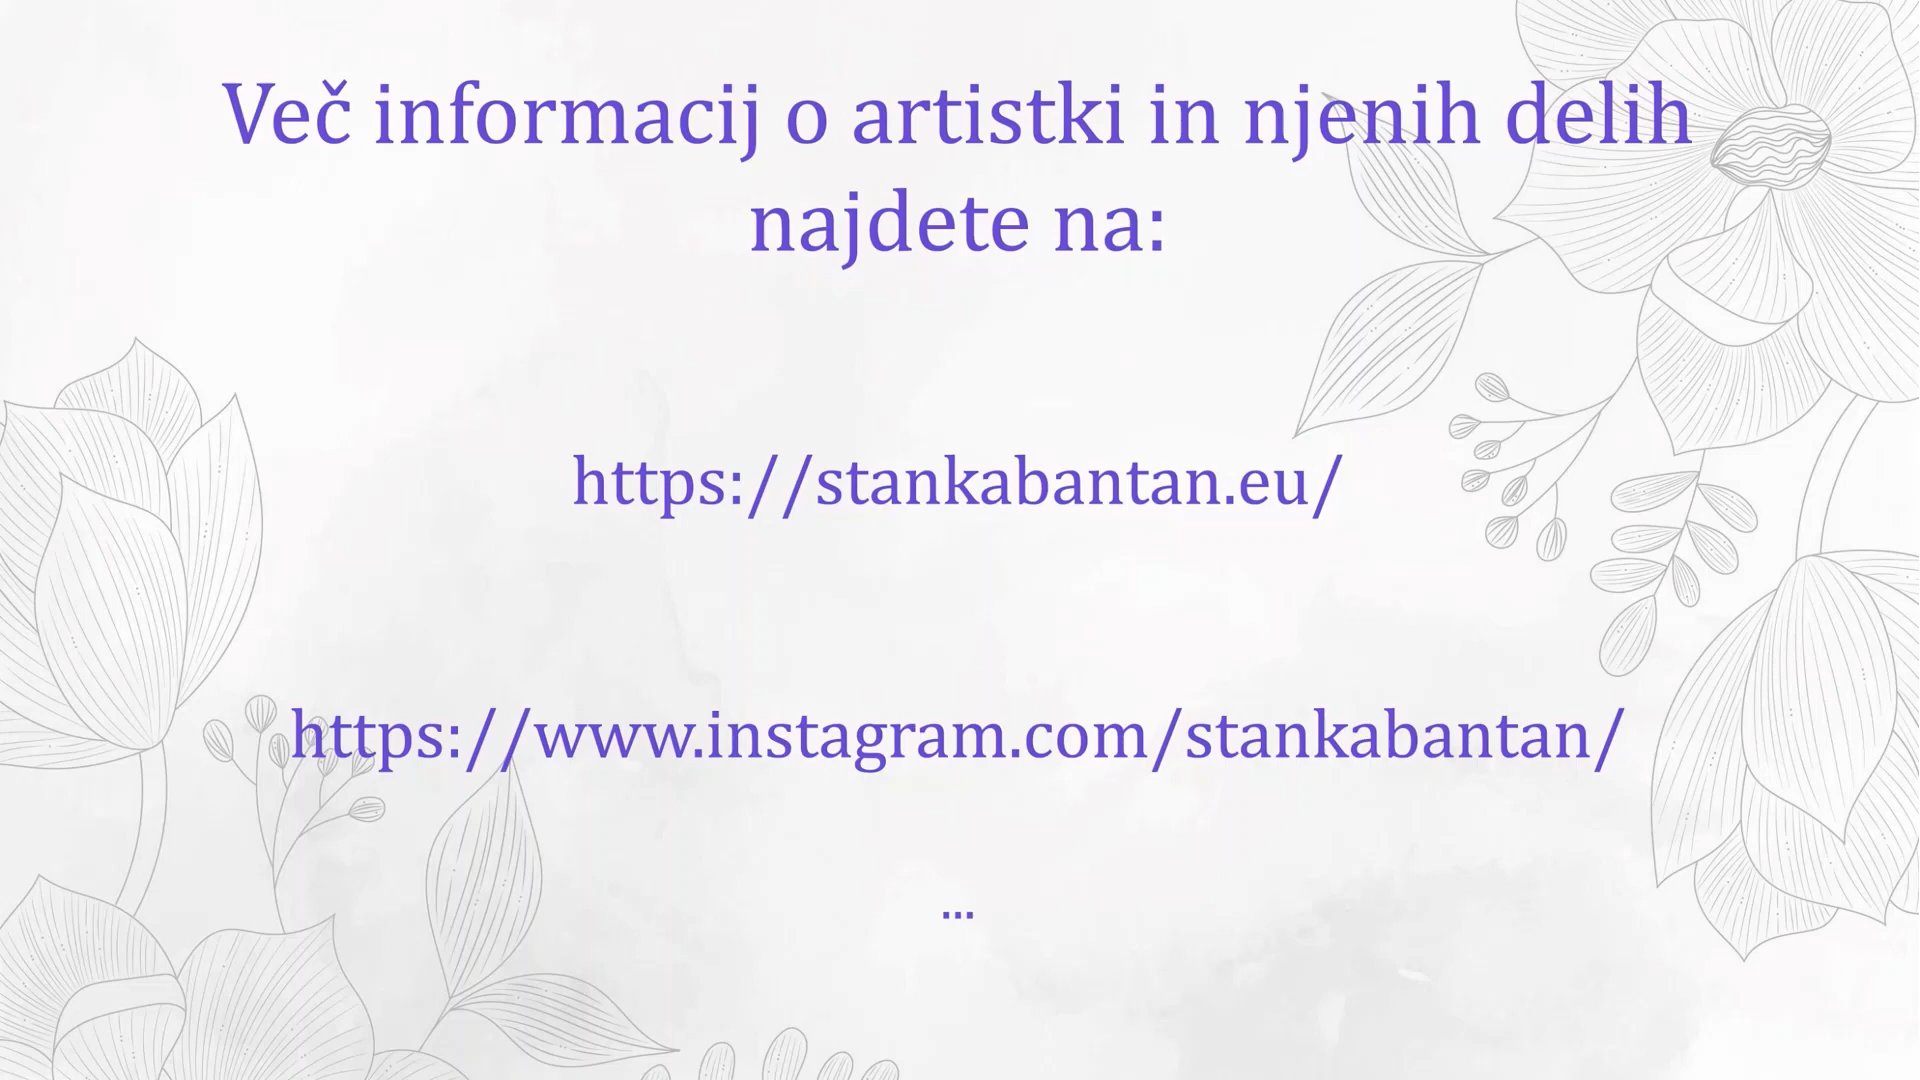 Več informacij o artistki in njenih delih
najdete na:
https://stankabantan.eu/
https://www.instagram.com/stankabantan/
...